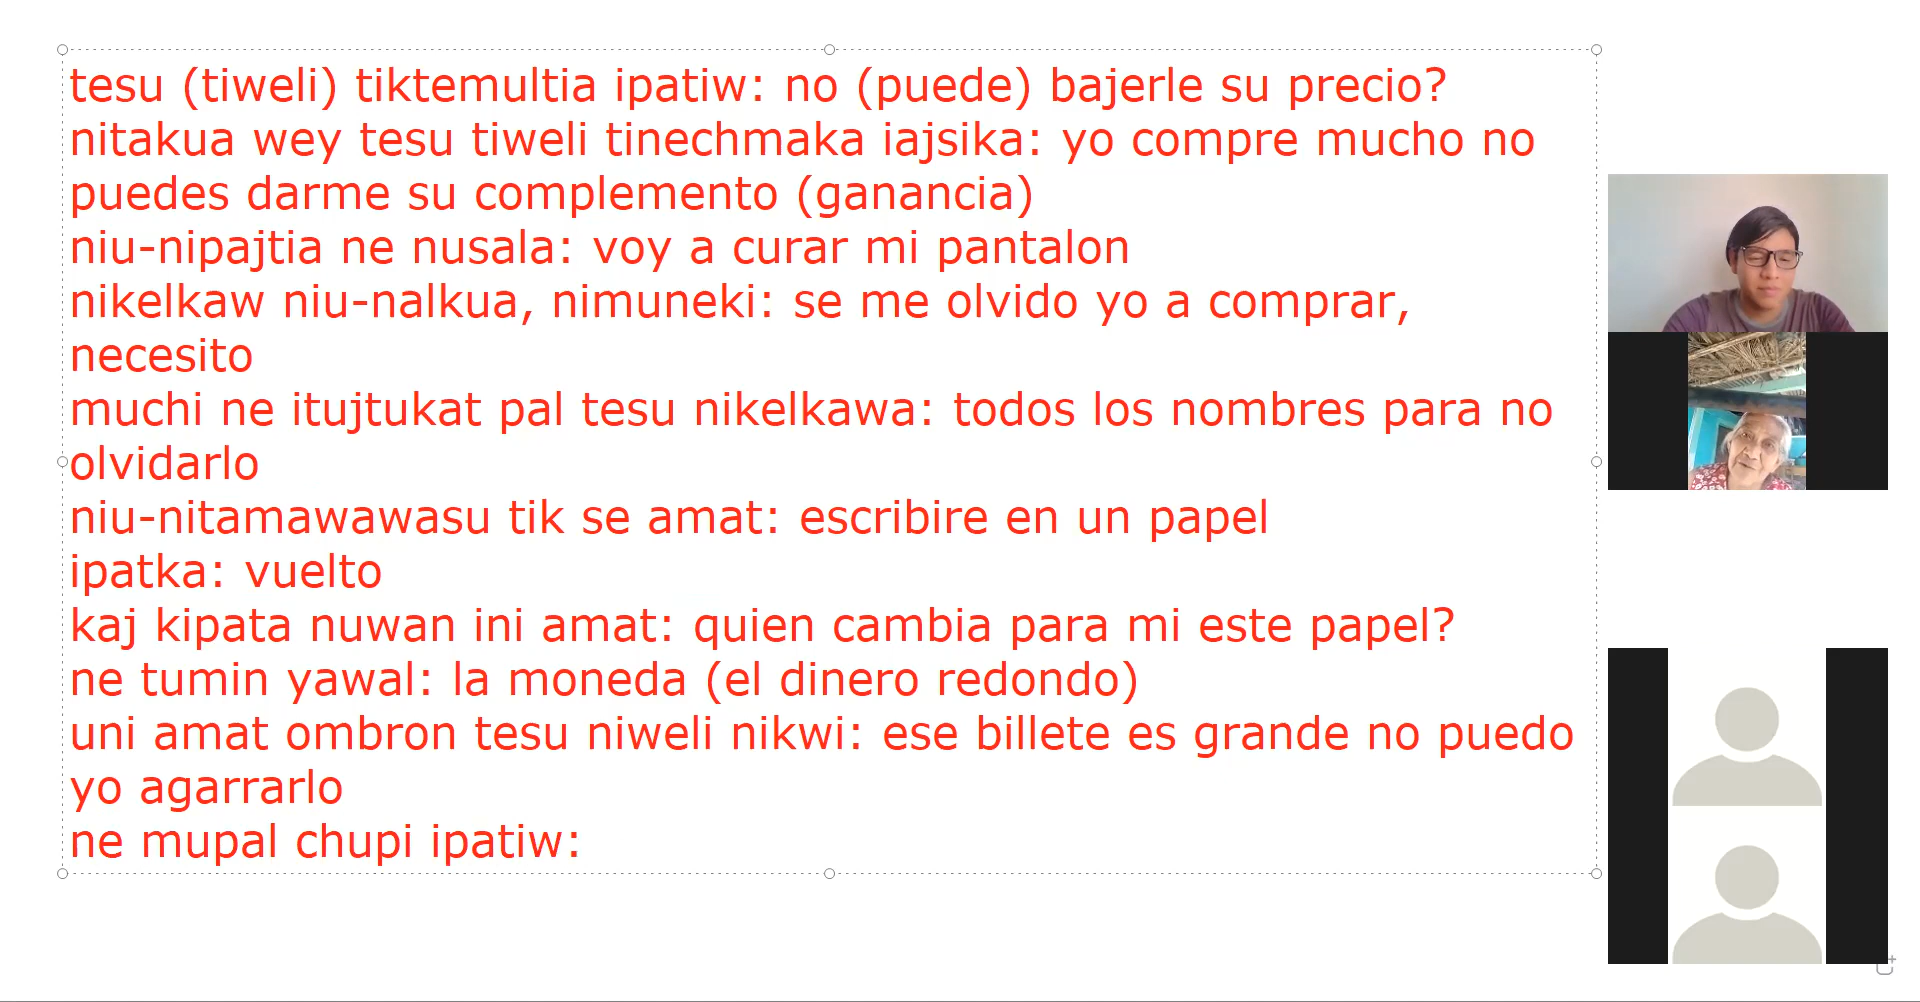 tesu (tiweli) tiktemultia ipatiw: no (puede) bajerle su precio?
nitakua wey tesu tiweli tinechmaka iajsika: yo compre mucho no
puedes darme su complemento (ganancia)
niu-nipajtia ne nusala: voy a curar mi pantalon
nikelkaw niu-nalkua, nimuneki: se me olvido yo a comprar,
necesito
muchi ne itujtukat pal tesu nikelkawa: todos los nombres para no
olvidarlo
niu-nitamawawasu tik se amat: escribire en un papel
ipatka: vuelto
kaj kipata nuwan ini amat: quien cambia para mi este papel?
ne tumin yawal: la moneda (el dinero redondo)
uni amat ombron tesu niweli nikwi: ese billete es grande no puedo
yo agarrarlo
ne mupal chupi ipatiw: